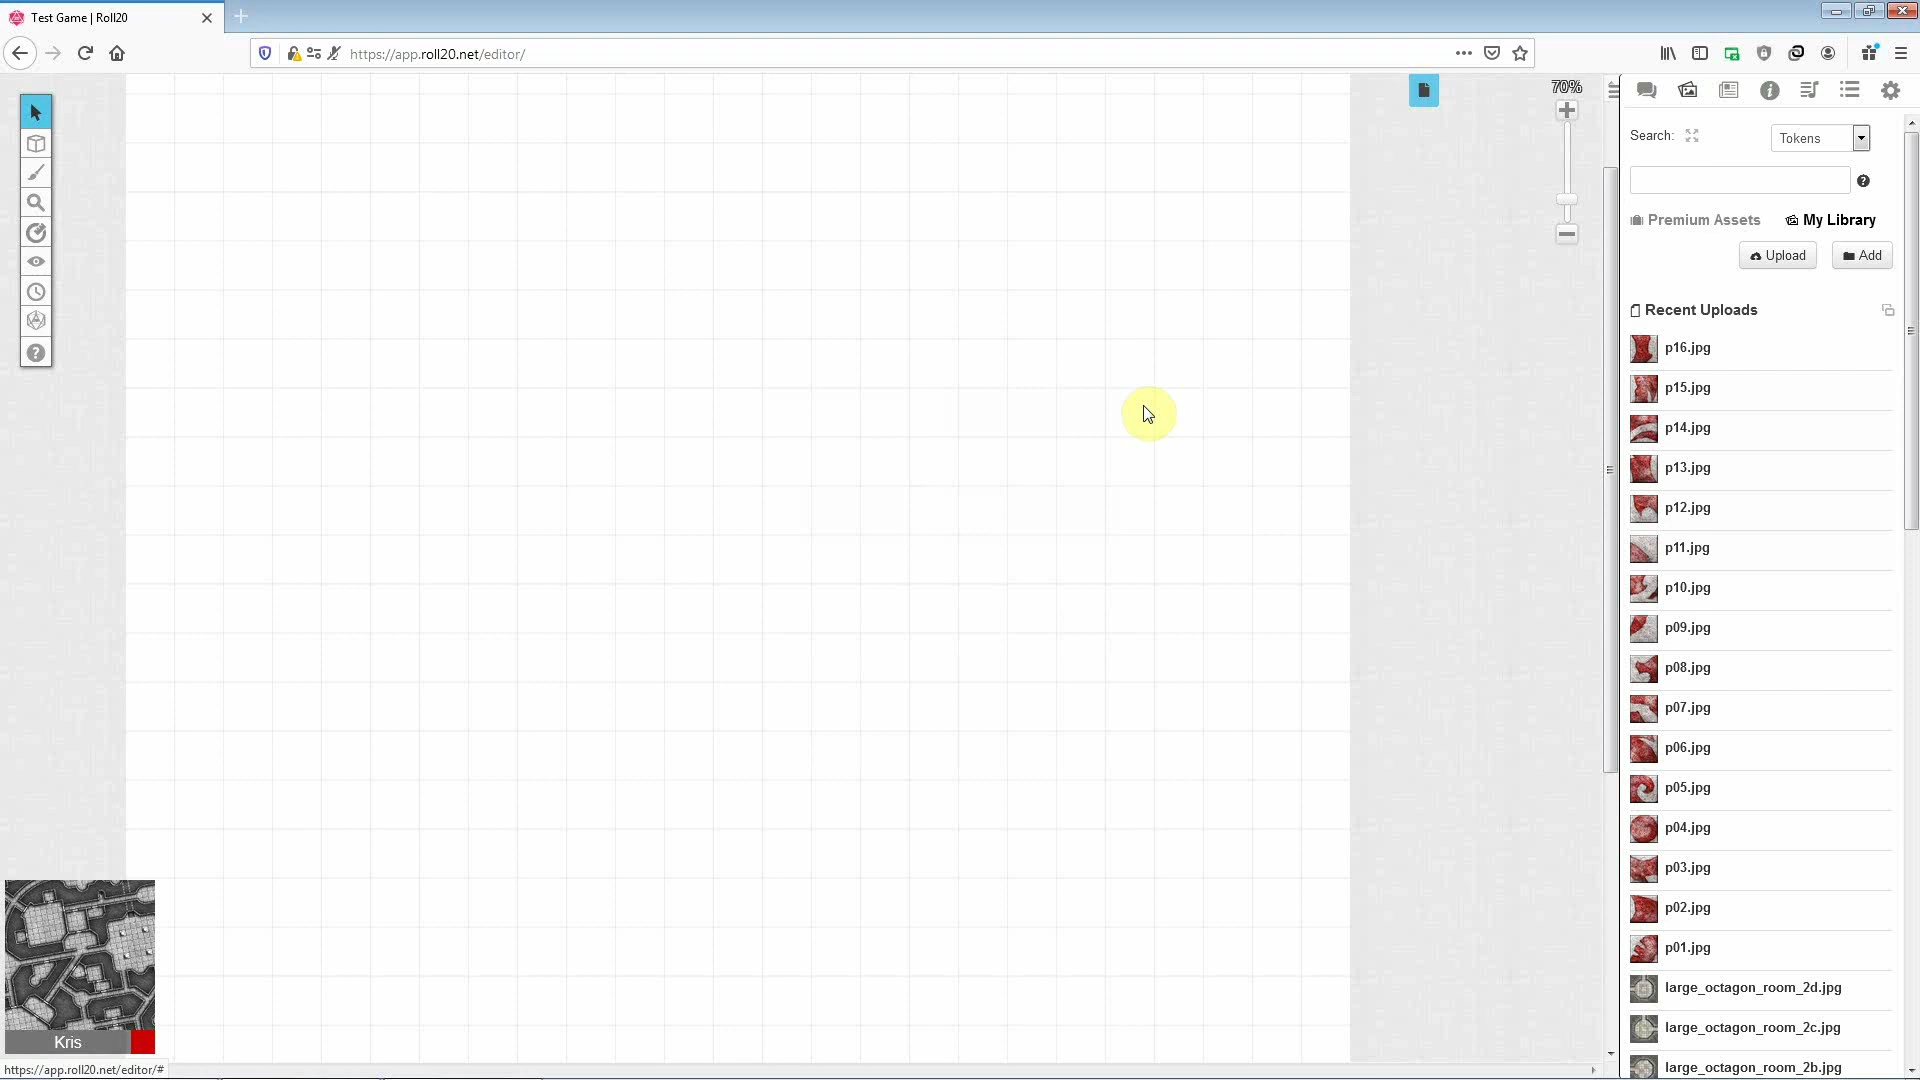 Test Game | Roll20
https://app.roll20.net/editor/
70%
Search:
Tokens
Premium Assets
My Library
Upload
Add
Recent Uploads
p16.jpg
p15.jpg
p14.jpg
p13.jpg
p12.jpg
p11.jpg
p10.jpg
p09.jpg
p08.jpg
p07.jpg
p06.jpg
p05.jpg
p04.jpg
p03.jpg
p02.jpg
p01.jpg
large_octagon_room_2d.jpg
large_octagon_room_2c.jpg
large_octagon_room_2b.jpg
Kris
https://app.roll20.net/editor/#